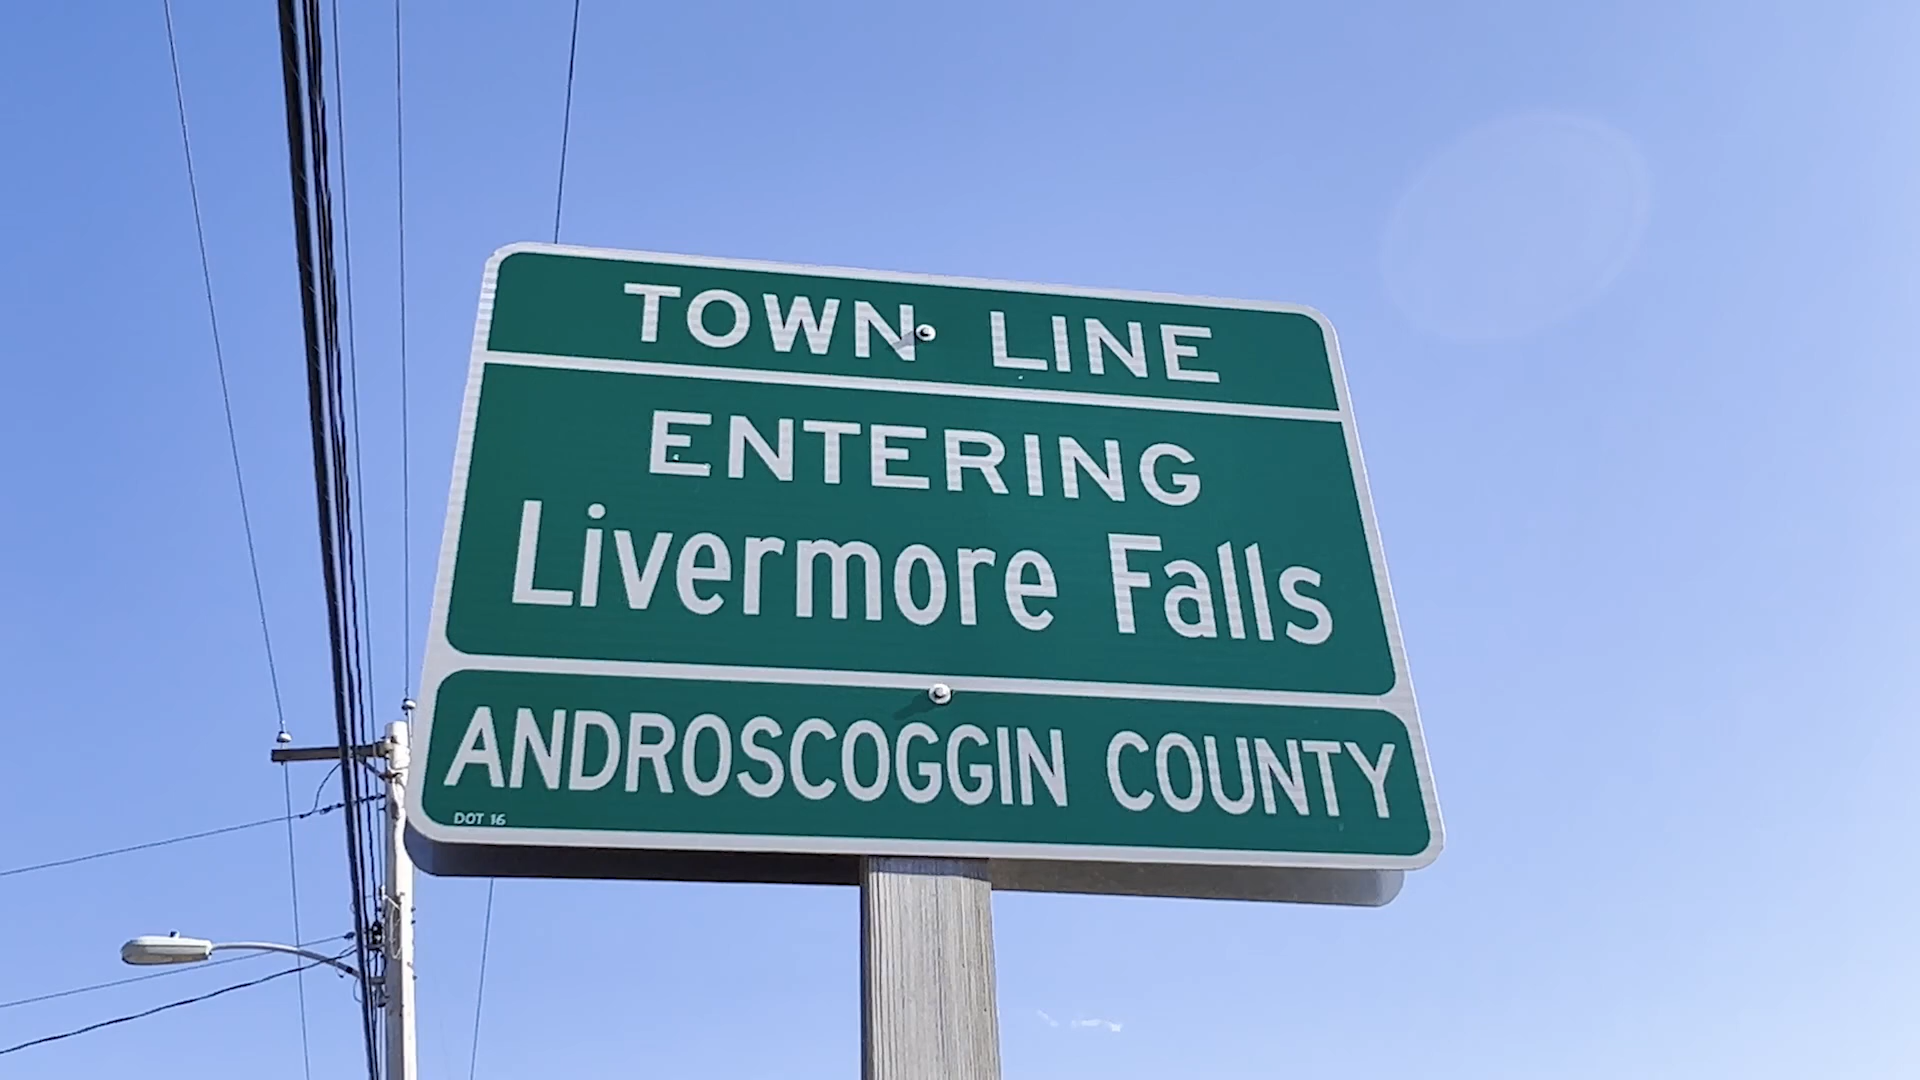 TOWN LINE
ENTERING
Livermore Falls
ANDROSCOGGIN COUNTY
DOT 16